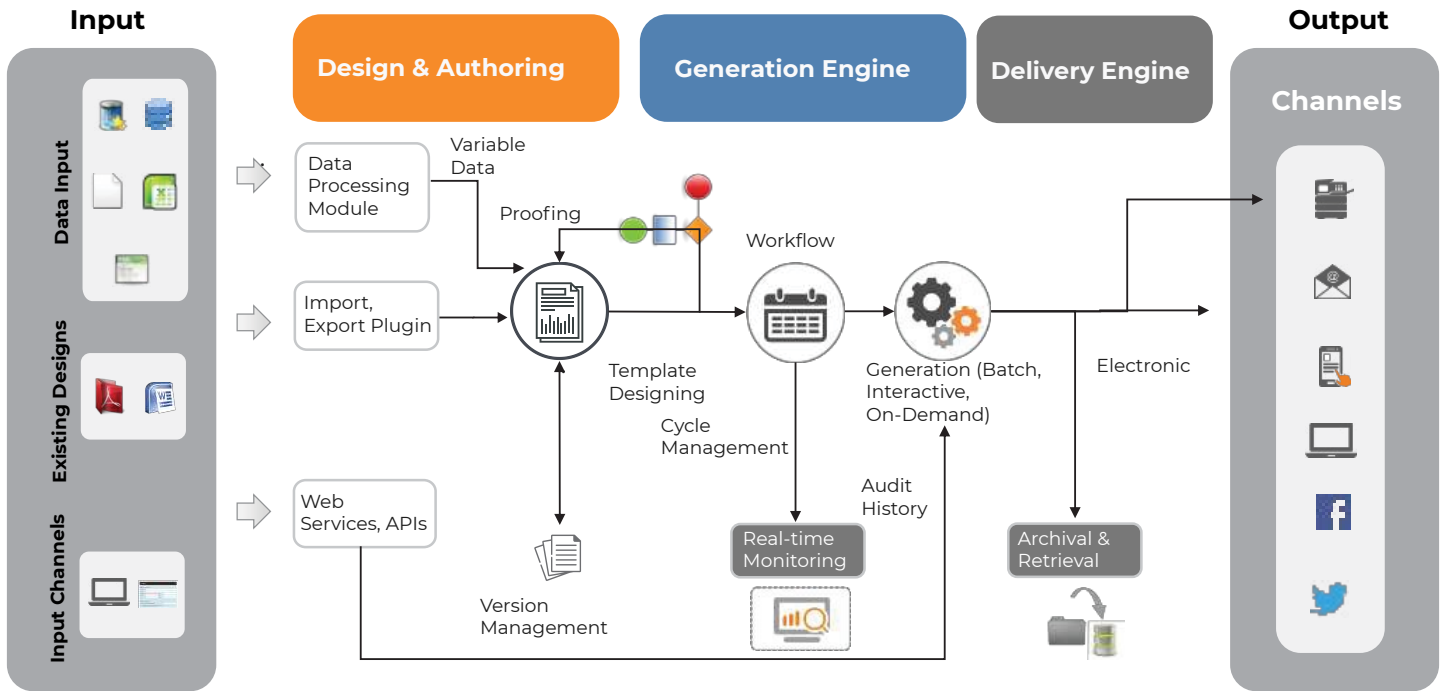 Input
Output
Design & Authoring
Generation Engine
Delivery Engine
Channels
Data Input
Existing Designs
Input Channels
Data
Processing
Module
Variable
Data
Proofing
Import,
Export Plugin
Web
Services, APIs
Template
Designing
Version
Management
Workflow
Cycle
Management
Real-time
Monitoring
Generation (Batch,
Interactive,
On-Demand)
Audit
History
Electronic
Archival &
Retrieval